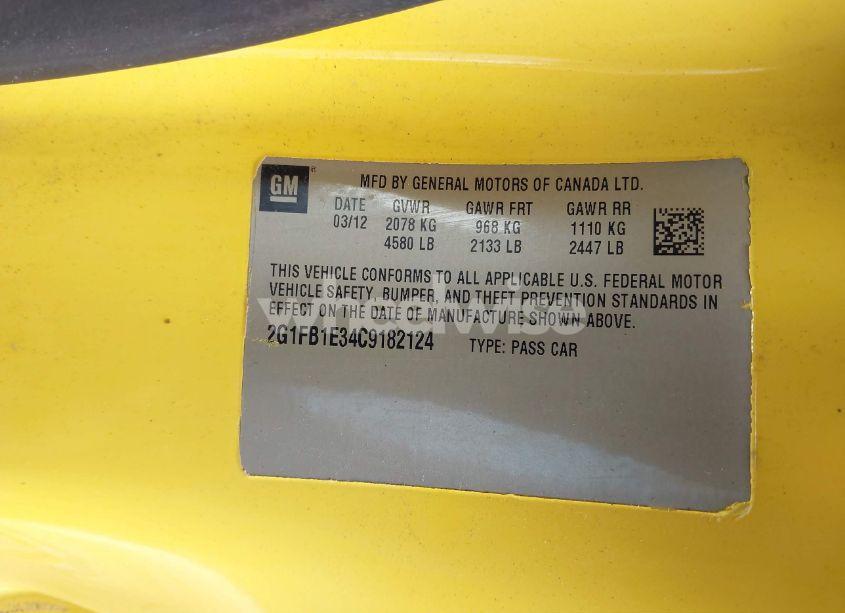 GM
MFD BY GENERAL MOTORS OF CANADA LTD.
DATE GVWR GAWR FRT GAWR RR
03/12 2078 KG 968 KG 1110 KG
4580 LB 2133 LB 2447 LB
THIS VEHICLE CONFORMS TO ALL APPLICABLE U.S. FEDERAL MOTOR
VEHICLE SAFETY, BUMPER, AND THEFT PREVENTION STANDARDS IN
EFFECT ON THE DATE OF MANUFACTURE SHOWN ABOVE.
wheelwise
2G1FB1E34C9182124 TYPE: PASS CAR